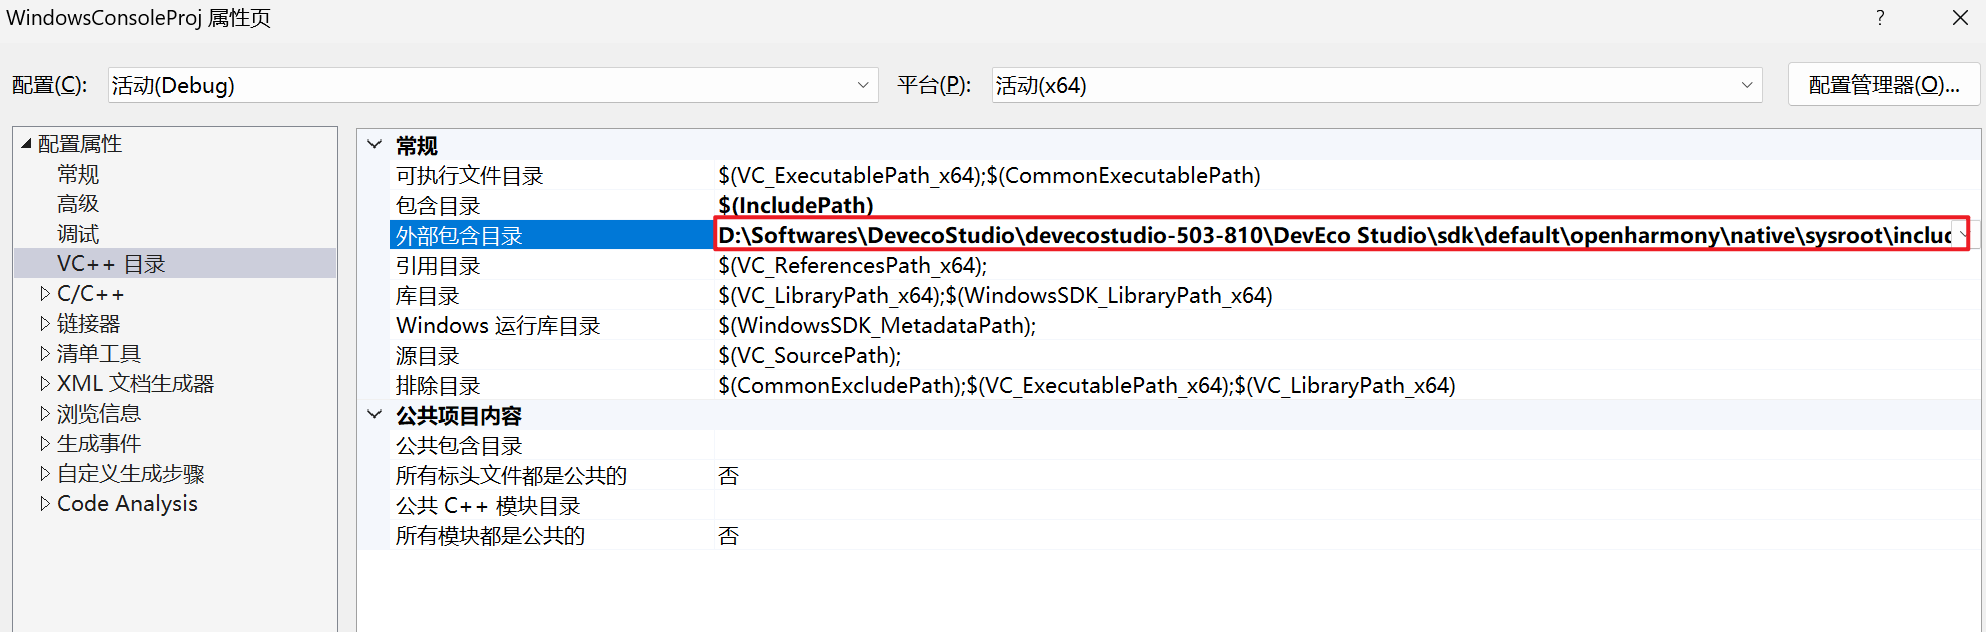 WindowsConsoleProj 属性页 ?
配置(C): 活动(Debug) 平台(P): 活动(x64) 配置管理器(O)...
配置属性
常规
高级
调试
VC++ 目录
C/C++
链接器
清单工具
XML 文档生成器
浏览信息
生成事件
自定义生成步骤
Code Analysis
常规
可执行文件目录 $(VC_ExecutablePath_x64);$(CommonExecutablePath)
包含目录 $(IncludePath)
外部包含目录 D:\Softwares\DevecoStudio\devecostudio-503-810\DevEco Studio\sdk\default\openharmony\native\sysroot\includ
引用目录 $(VC_ReferencesPath_x64);
库目录 $(VC_LibraryPath_x64);$(WindowsSDK_LibraryPath_x64)
Windows 运行库目录 $(WindowsSDK_MetadataPath);
源目录 $(VC_SourcePath);
排除目录 $(CommonExcludePath);$(VC_ExecutablePath_x64);$(VC_LibraryPath_x64)
公共项目内容
公共包含目录
所有标头文件都是公共的 否
公共 C++ 模块目录
所有模块都是公共的 否